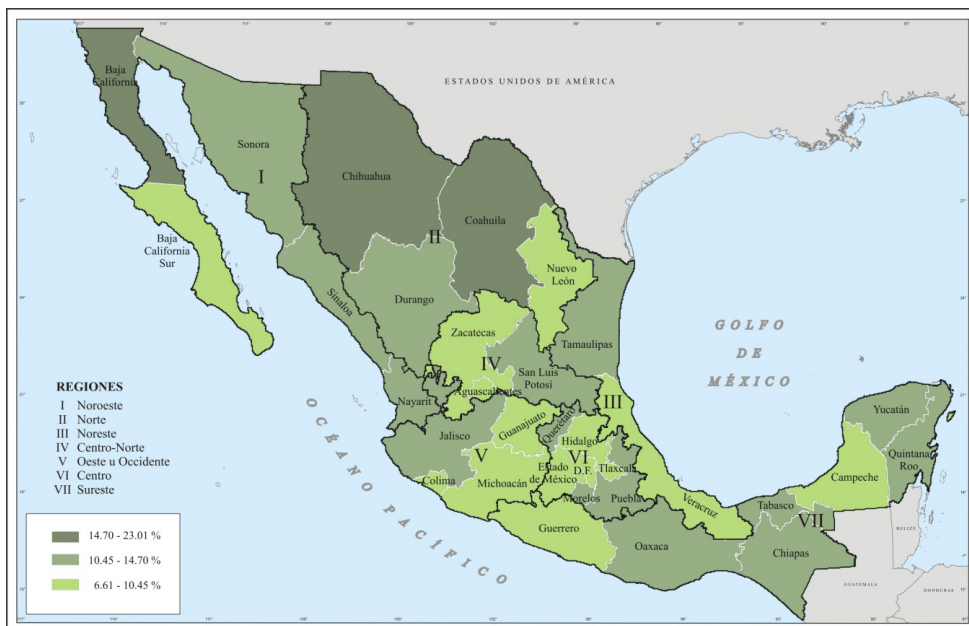 ESTADOS UNIDOS DE AMÉRICA
Baja
California
Sonora
I
Chihuahua
Coahuila
II
Baja
California
Sur
Nuevo
León
Sinaloa
Durango
Zacatecas
Tamaulipas
GOLFO
DE
MÉXICO
IV
San Luis
Potosí
V
Aguascalientes
Nayarit
III
Guanajuato
Querétaro
Jalisco
Hidalgo
V
VI
Yucatán
Quintana
Roo
Colima
Michoacán
Estado
de México
D.F.
Tlaxcala
Campeche
Morelos
Puebla
Veracruz
Tabasco
VII
Guerrero
Oaxaca
Chiapas
BELIZE
GUATEMALA
HONDURAS
OCÉANO PACÍFICO
REGIONES
I Noroeste
II Norte
III Noreste
IV Centro-Norte
V Oeste u Occidente
VI Centro
VII Sureste
14.70 - 23.01 %
10.45 - 14.70 %
6.61 - 10.45 %